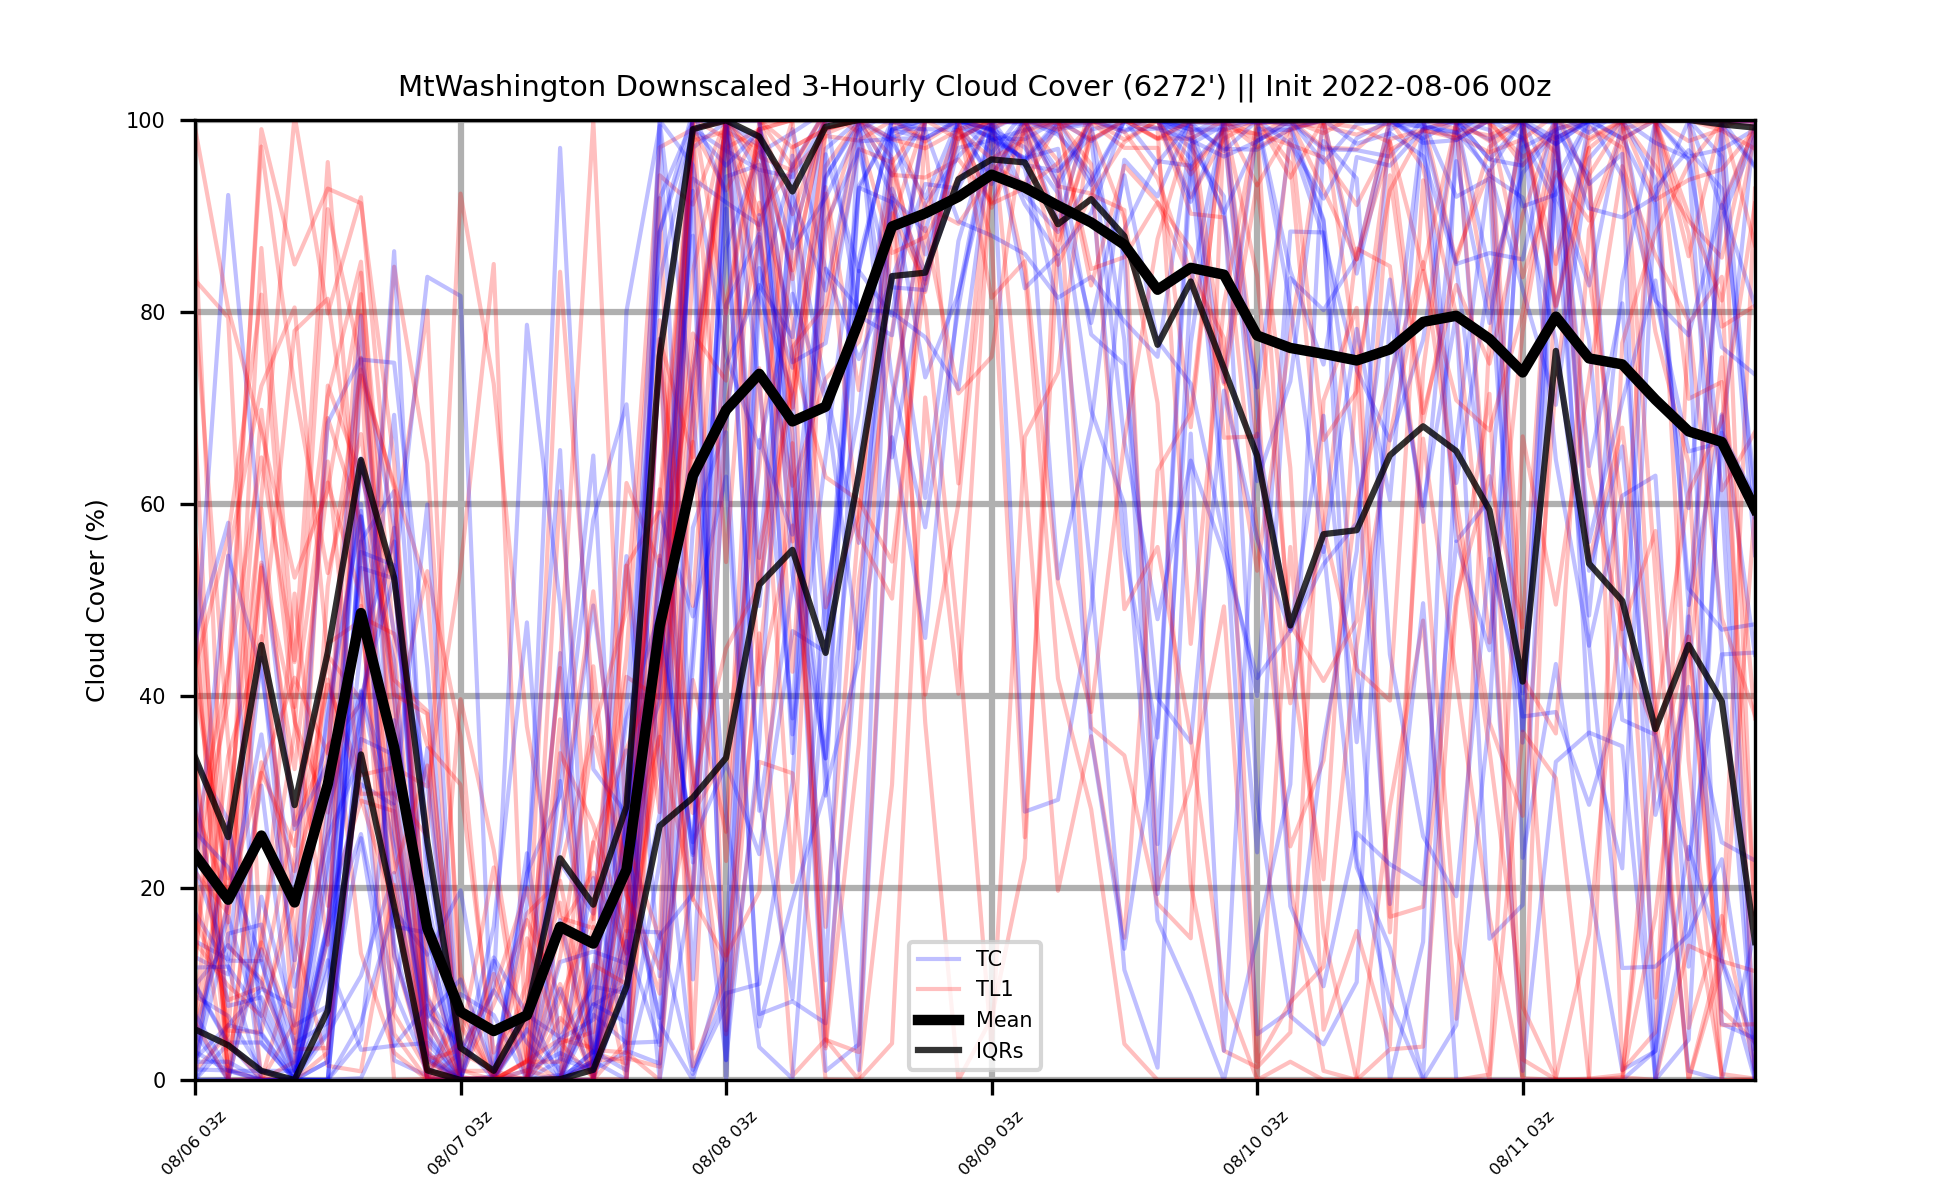 MtWashington Downscaled 3-Hourly Cloud Cover (6272') || Init 2022-08-06 00z
Cloud Cover (%)
100
80
60
40
20
0
TC
TL1
Mean
IQRs
08/06 03z
08/07 03z
08/08 03z
08/09 03z
08/10 03z
08/11 03z